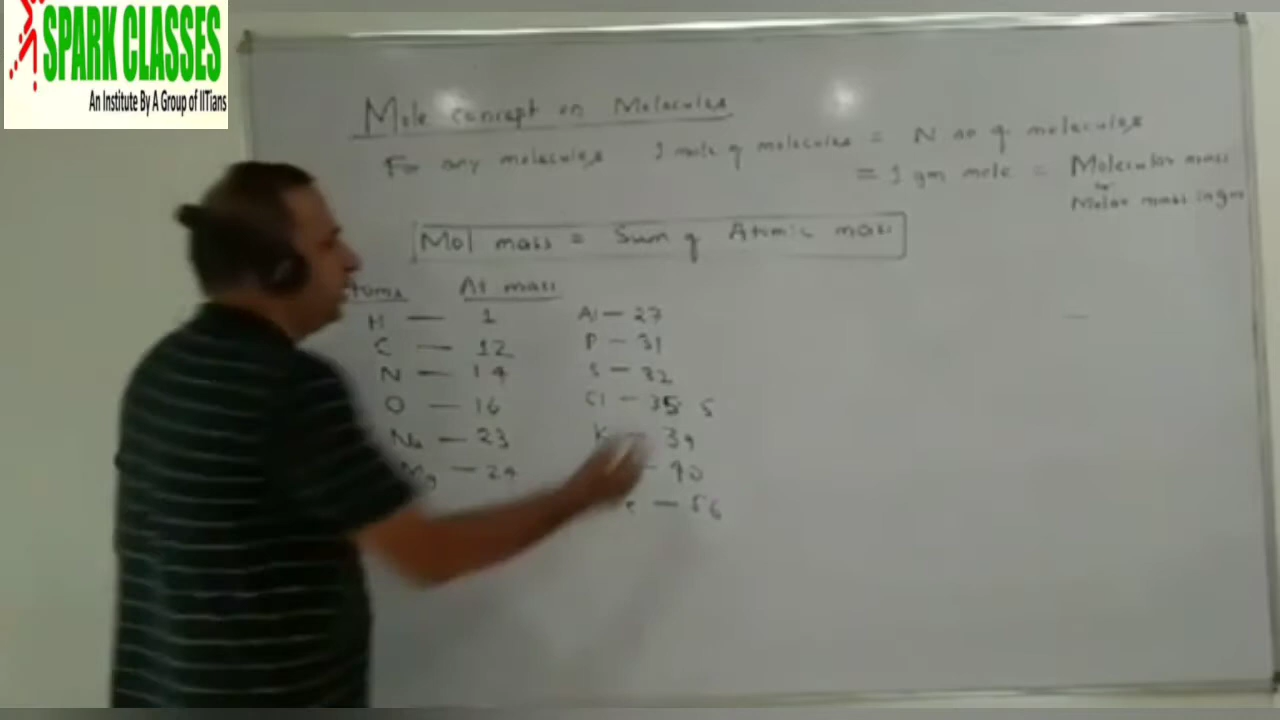 SPARK CLASSES
An Institute By A Group of IITians
Mole concept on Molecules
For any molecules 1 mole of molecules = N no of molecules
= 1 gm mole = Molecular mass
or
Molar mass in gm
Mol mass = Sum of Atomic mass
At mass
H — 1
C — 12
N — 14
O — 16
Na — 23
Mg — 24
Al — 27
P — 31
S — 32
Cl — 35.5
K — 39
— 40
e — 56